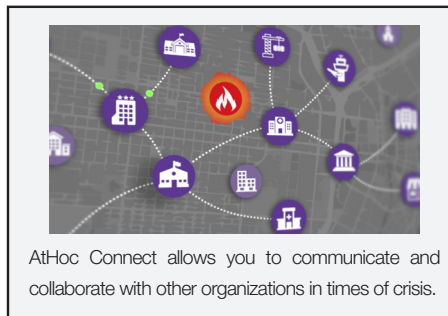 AtHoc Connect allows you to communicate and
collaborate with other organizations in times of crisis.